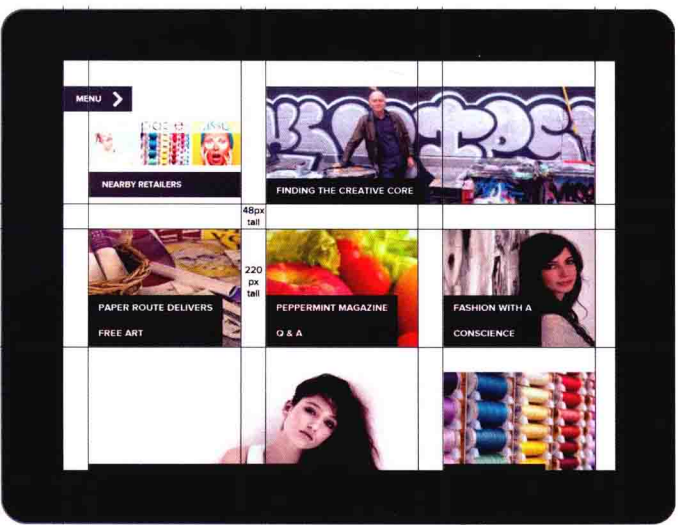 MENU
NEARBY RETAILERS
FINDING THE CREATIVE CORE
48px
tall
220
px
tall
PAPER ROUTE DELIVERS
FREE ART
PEPPERMINT MAGAZINE
Q & A
FASHION WITH A
CONSCIENCE